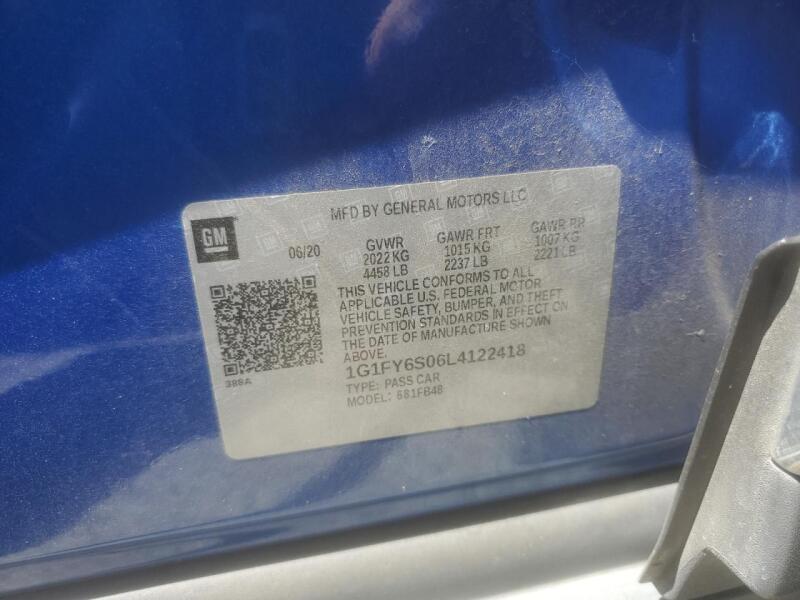 MFD BY GENERAL MOTORS LLC
GM
06/20
GVWR GAWR FRT GAWR RR
2022 KG 1015 KG 1007 KG
4458 LB 2237 LB 2221 LB
THIS VEHICLE CONFORMS TO ALL
APPLICABLE U.S. FEDERAL MOTOR
VEHICLE SAFETY, BUMPER, AND THEFT
PREVENTION STANDARDS IN EFFECT ON
THE DATE OF MANUFACTURE SHOWN
ABOVE.
1G1FY6S06L4122418
TYPE: PASS CAR
MODEL: